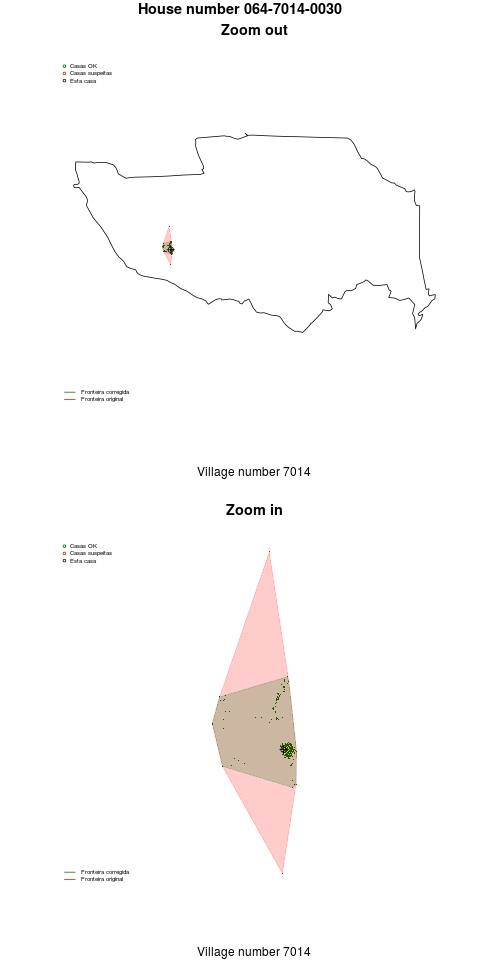 House number 064-7014-0030
Zoom out
Casas OK
Casas suspeitas
Esta casa
Fronteira corregida
Fronteira original
Village number 7014
Zoom in
Casas OK
Casas suspeitas
Esta casa
Fronteira corregida
Fronteira original
Village number 7014